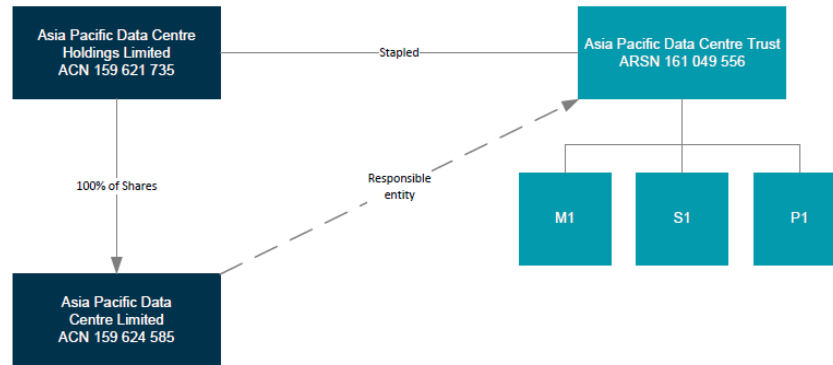 Asia Pacific Data Centre
Holdings Limited
ACN 159 621 735
Stapled
Asia Pacific Data Centre Trust
ARSN 161 049 556
100% of Shares
Responsible
entity
M1
S1
P1
Asia Pacific Data
Centre Limited
ACN 159 624 585